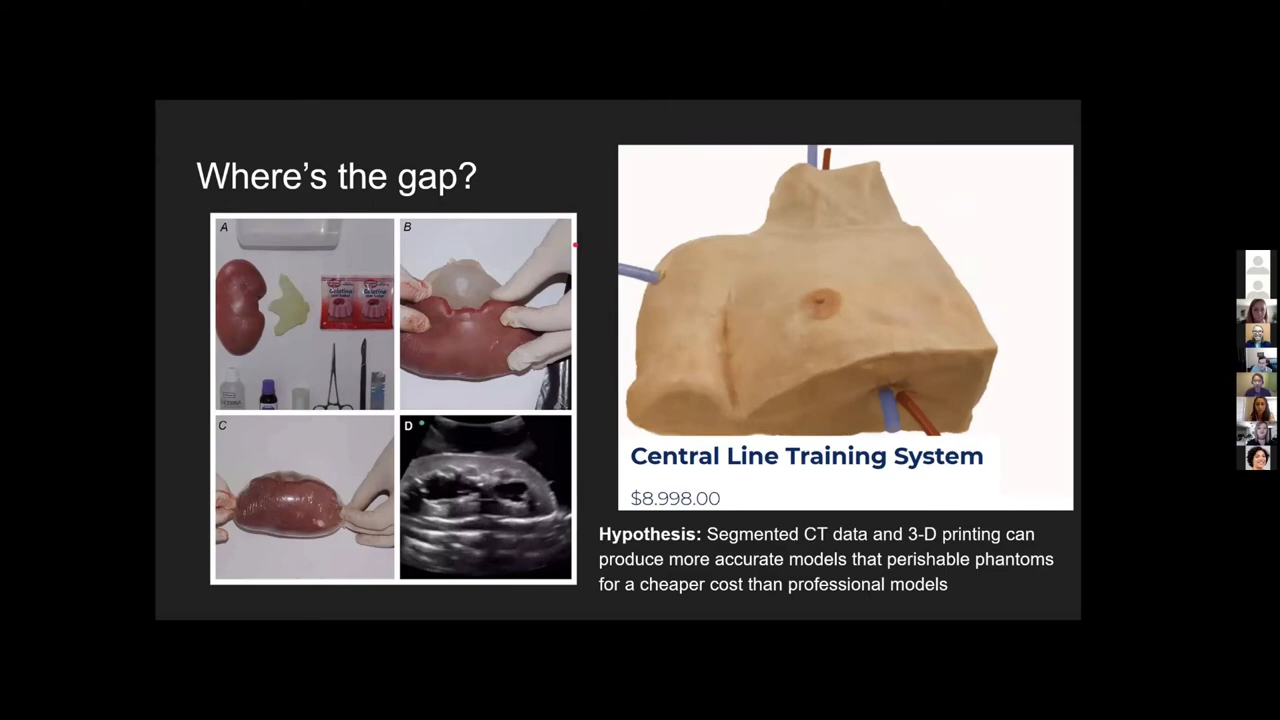 Where's the gap?
A
B
C
D
Central Line Training System
$8.998.00
Hypothesis: Segmented CT data and 3-D printing can
produce more accurate models that perishable phantoms
for a cheaper cost than professional models